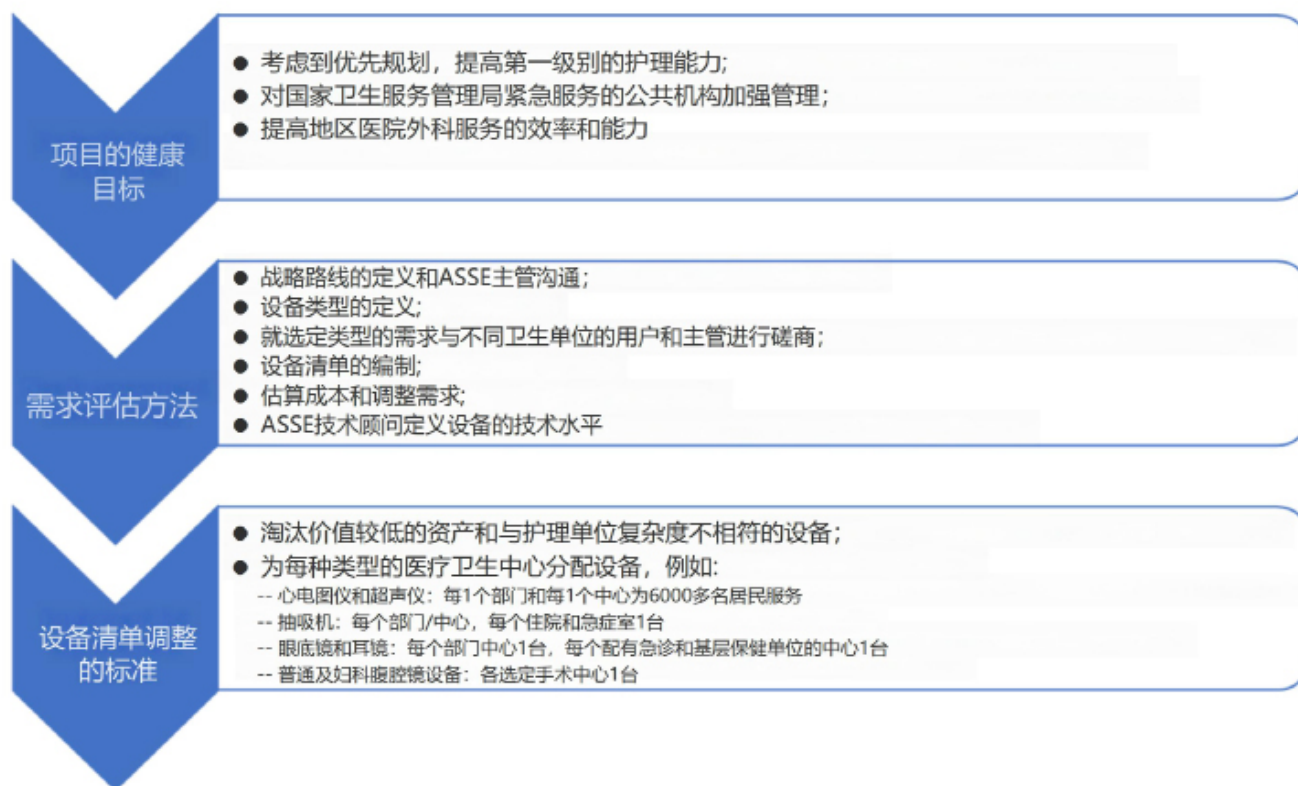 项目的健康
目标
● 考虑到优先规划，提高第一级别的护理能力;
● 对国家卫生服务管理局紧急服务的公共机构加强管理；
● 提高地区医院外科服务的效率和能力
需求评估方法
● 战略路线的定义和ASSE主管沟通；
● 设备类型的定义;
● 就选定类型的需求与不同卫生单位的用户和主管进行磋商；
● 设备清单的编制;
● 估算成本和调整需求;
● ASSE技术顾问定义设备的技术水平
设备清单调整
的标准
● 淘汰价值较低的资产和与护理单位复杂度不相符的设备；
● 为每种类型的医疗卫生中心分配设备，例如:
-- 心电图仪和超声仪：每1个部门和每1个中心为6000多名居民服务
-- 抽吸机：每个部门/中心，每个住院和急症室1台
-- 眼底镜和耳镜：每个部门中心1台，每个配有急诊和基层保健单位的中心1台
-- 普通及妇科腹腔镜设备：各选定手术中心1台